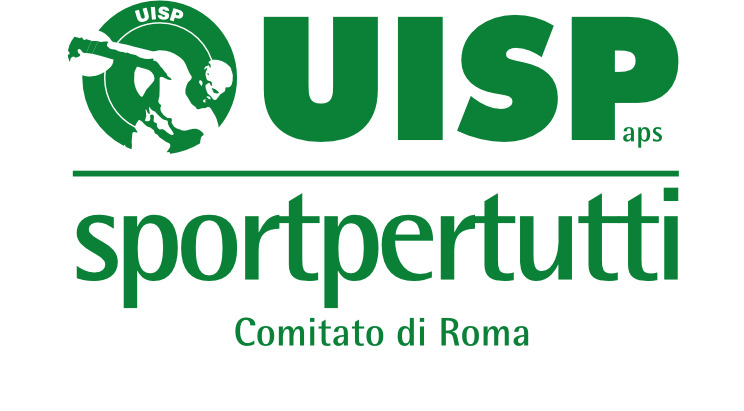 UISP
UISP
aps
sportpertutti
Comitato di Roma